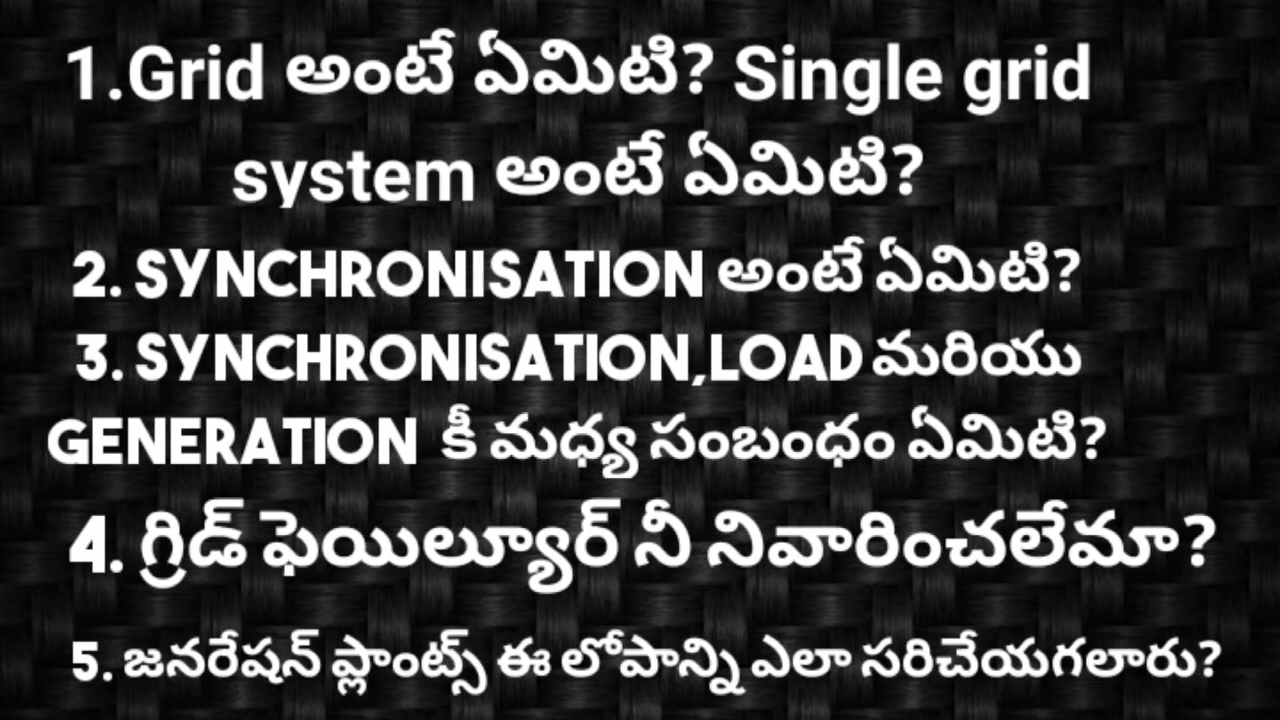 1.Grid అంటే ఏమిటి? Single grid
system అంటే ఏమిటి?
2. SYNCHRONISATION అంటే ఏమిటి?
3. SYNCHRONISATION,LOAD మరియు
GENERATION కీ మధ్య సంబంధం ఏమిటి?
4. గ్రిడ్ ఫెయిల్యూర్ నీ నివారించలేమా?
5. జనరేషన్ ప్లాంట్స్ ఈ లోపాన్ని ఎలా సరిచేయగలారు?